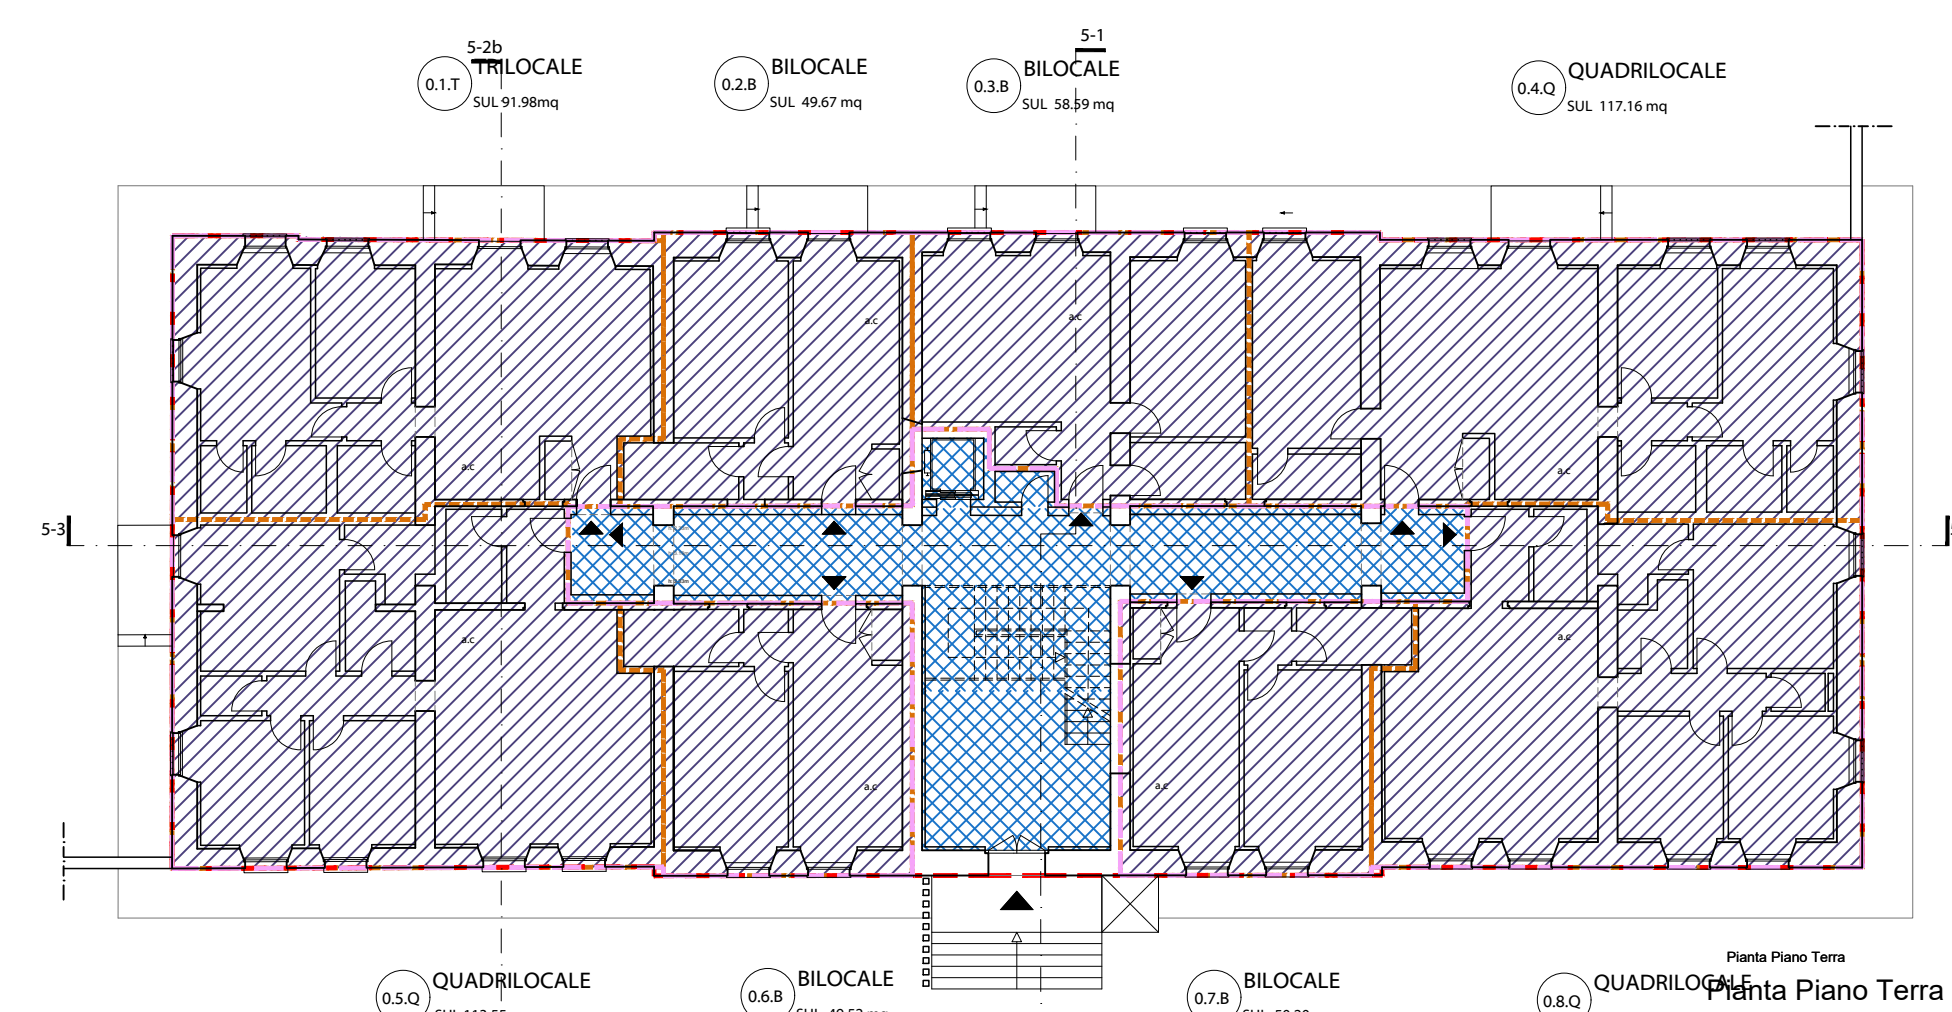 5-2b
5-1
0.1.T
TRILOCALE
SUL 91.98mq
0.2.B
BILOCALE
SUL 49.67 mq
0.3.B
BILOCALE
SUL 58.59 mq
0.4.Q
QUADRILOCALE
SUL 117.16 mq
a.c
a.c
a.c
a.c
5-3
a.c
a.c
a.c
a.c
0.5.Q
QUADRILOCALE
0.6.B
BILOCALE
0.7.B
BILOCALE
0.8.Q
QUADRILOCALE
Pianta Piano Terra
Pianta Piano Terra